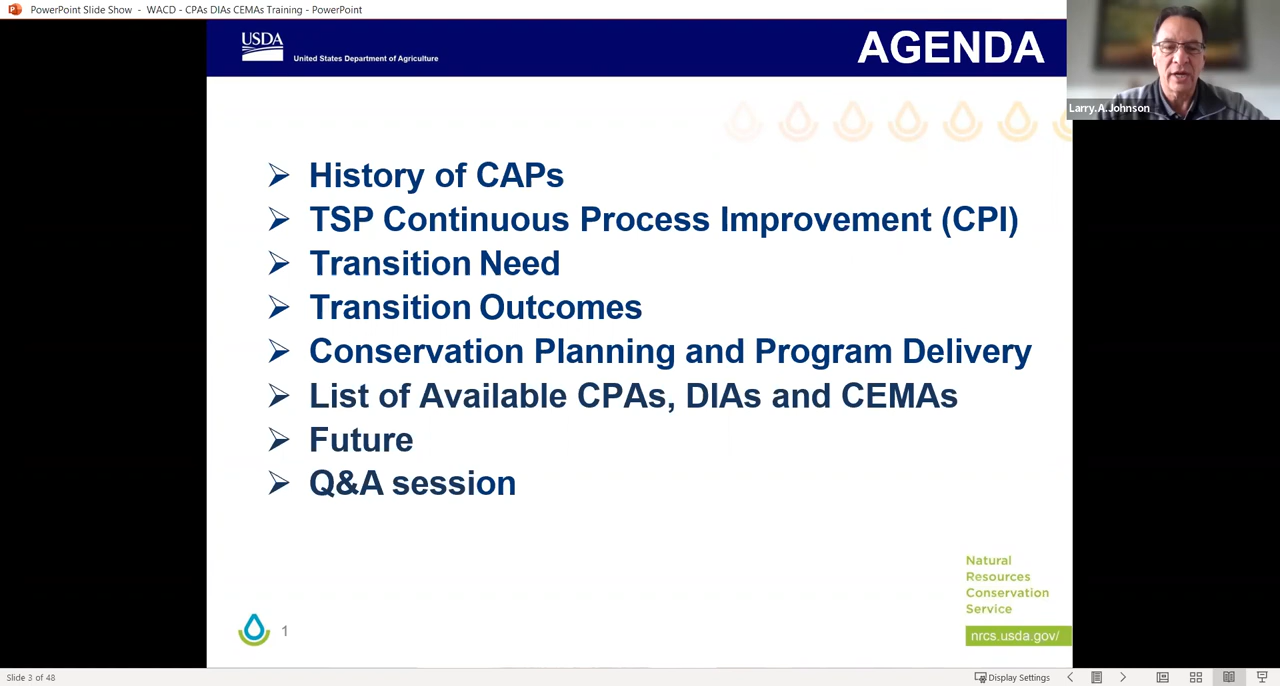 PowerPoint Slide Show - WACD - CPAs DIAs CEMAs Training - PowerPoint
USDA
United States Department of Agriculture
AGENDA
Larry.A.Johnson
➢ History of CAPs
➢ TSP Continuous Process Improvement (CPI)
➢ Transition Need
➢ Transition Outcomes
➢ Conservation Planning and Program Delivery
➢ List of Available CPAs, DIAs and CEMAs
➢ Future
➢ Q&A session
Natural
Resources
Conservation
Service
nrcs.usda.gov/
1
Slide 3 of 48
Display Settings